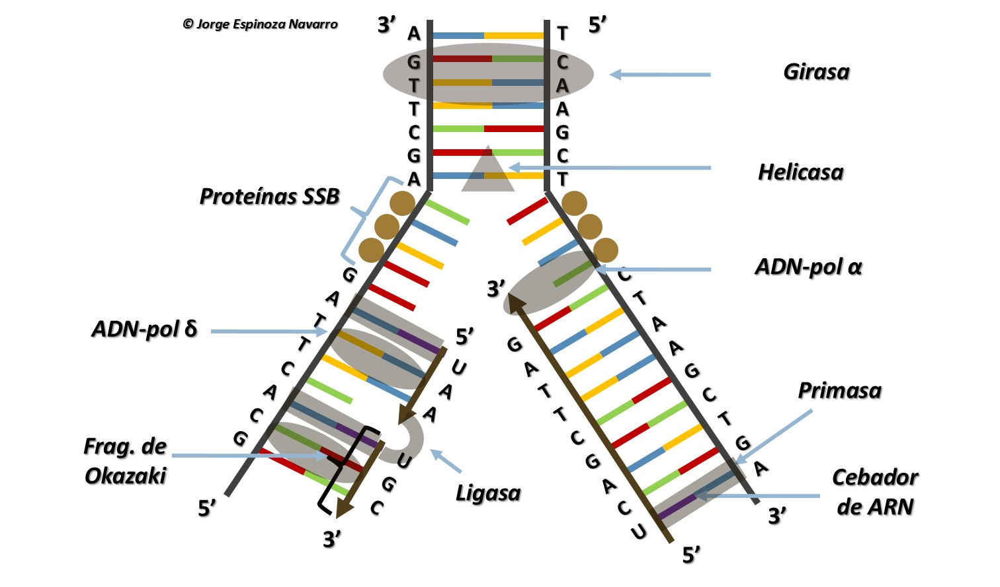 © Jorge Espinoza Navarro
3’
5’
A
T
G
C
T
A
T
A
C
G
G
C
A
T
Girasa
Helicasa
Proteínas SSB
ADN-pol α
ADN-pol δ
G
A
T
T
C
A
C
G
5’
5’
U
A
A
U
G
C
3’
Frag. de
Okazaki
Ligasa
3’
G
A
T
T
C
G
A
C
U
5’
C
T
A
A
G
C
T
G
A
3’
Primasa
Cebador
de ARN